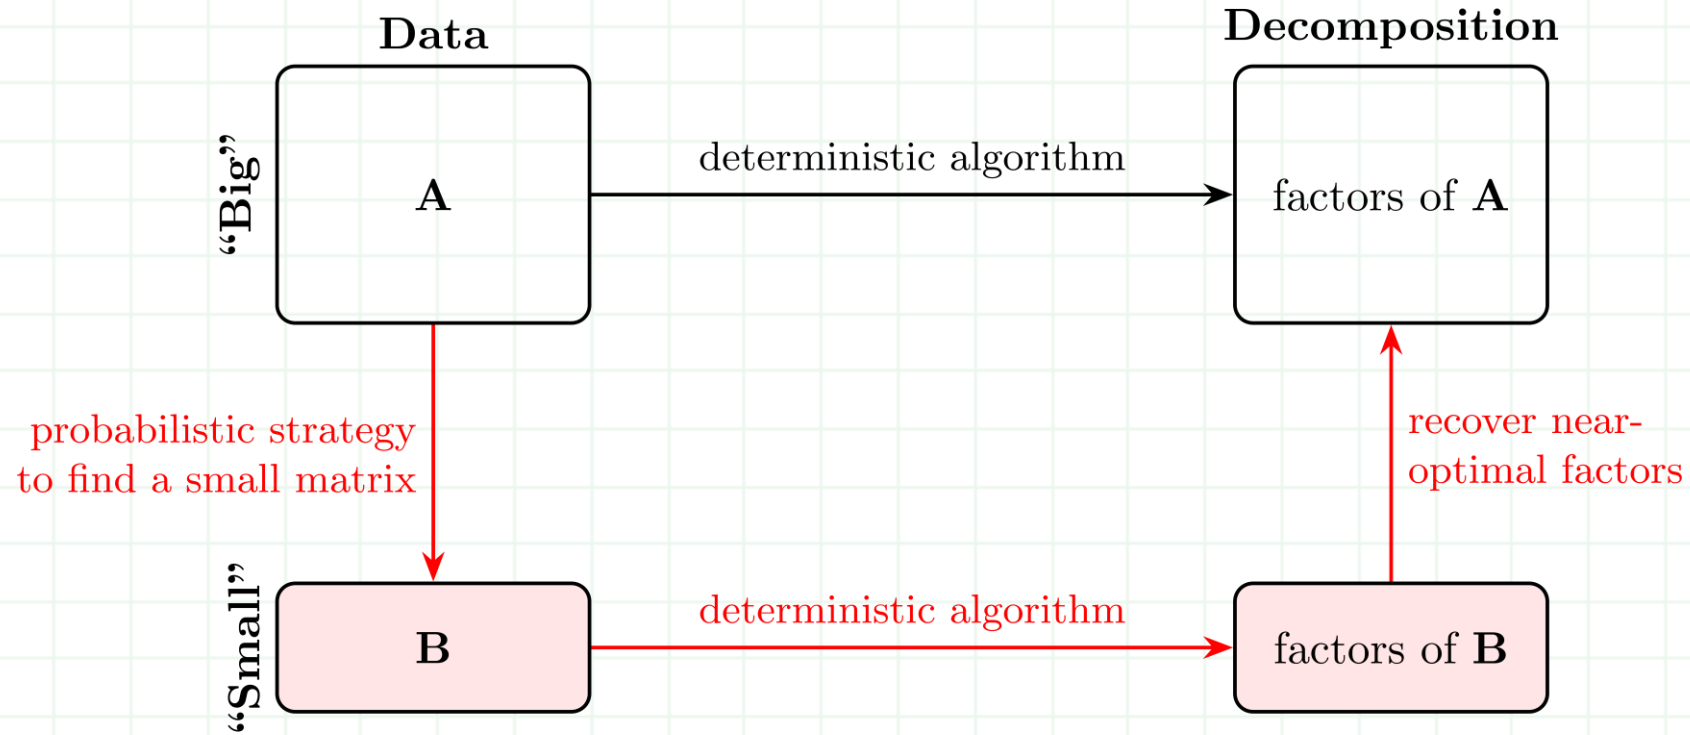 Data
Decomposition
“Big”
deterministic algorithm
A
factors of A
probabilistic strategy
to find a small matrix
recover near-
optimal factors
“Small”
deterministic algorithm
B
factors of B